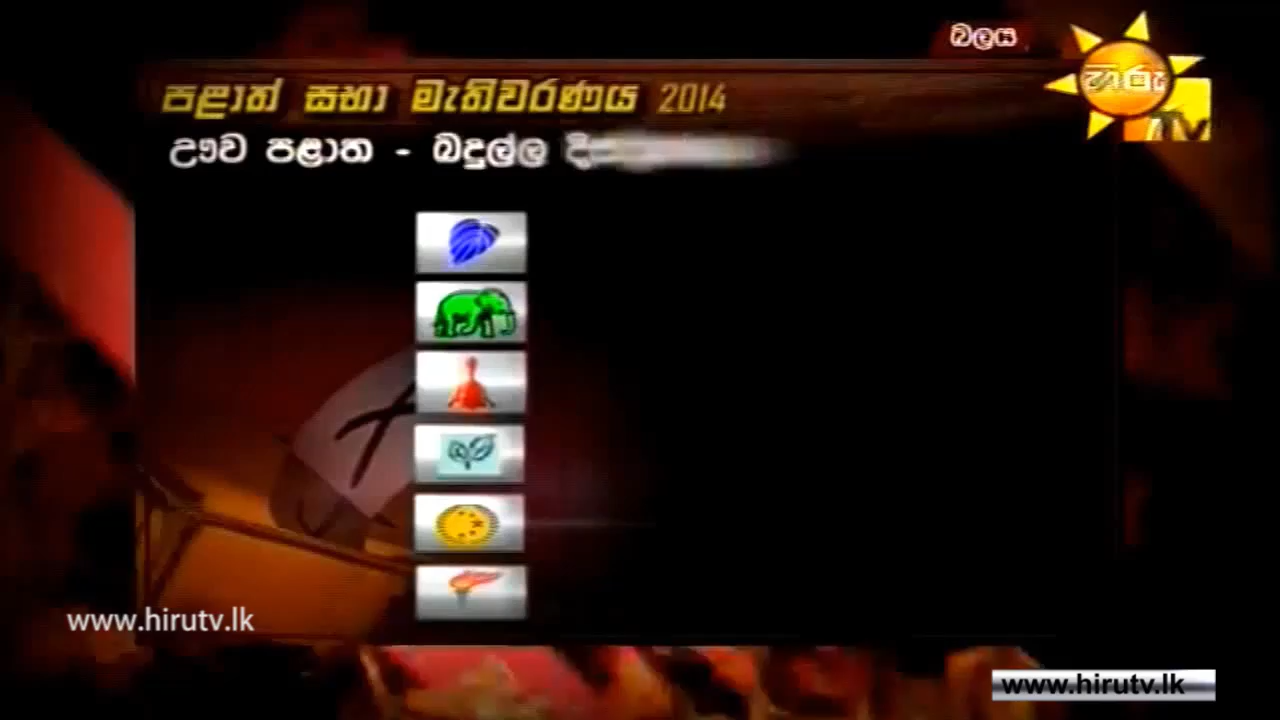 බලය
හිරු
TV
පළාත් සභා මැතිවරණය 2014
ඌව පළාත - බදුල්ල
www.hirutv.lk
www.hirutv.lk